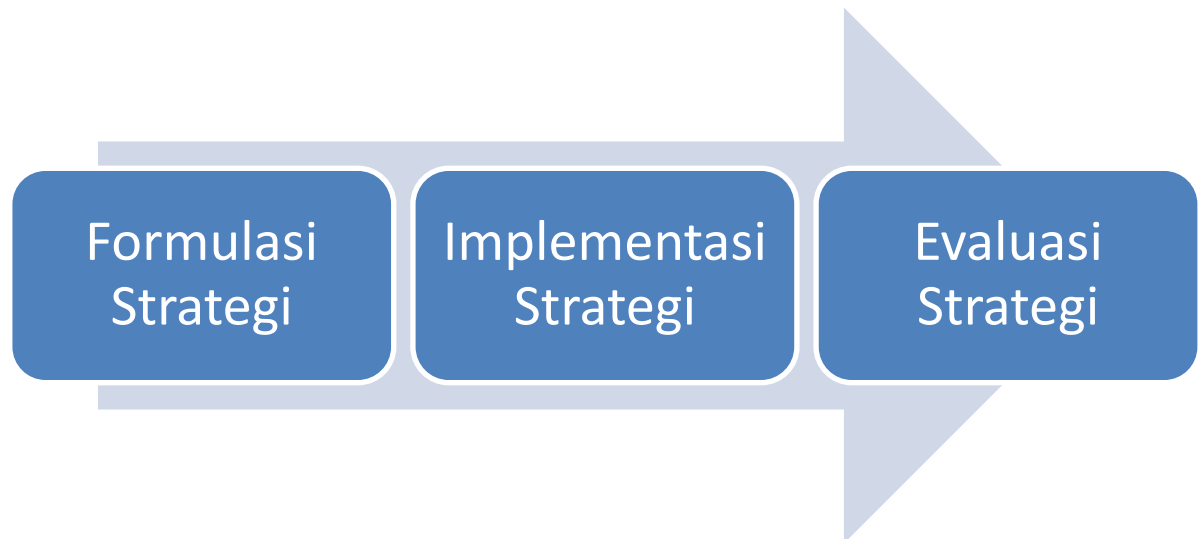 Formulasi
Strategi
Implementasi
Strategi
Evaluasi
Strategi